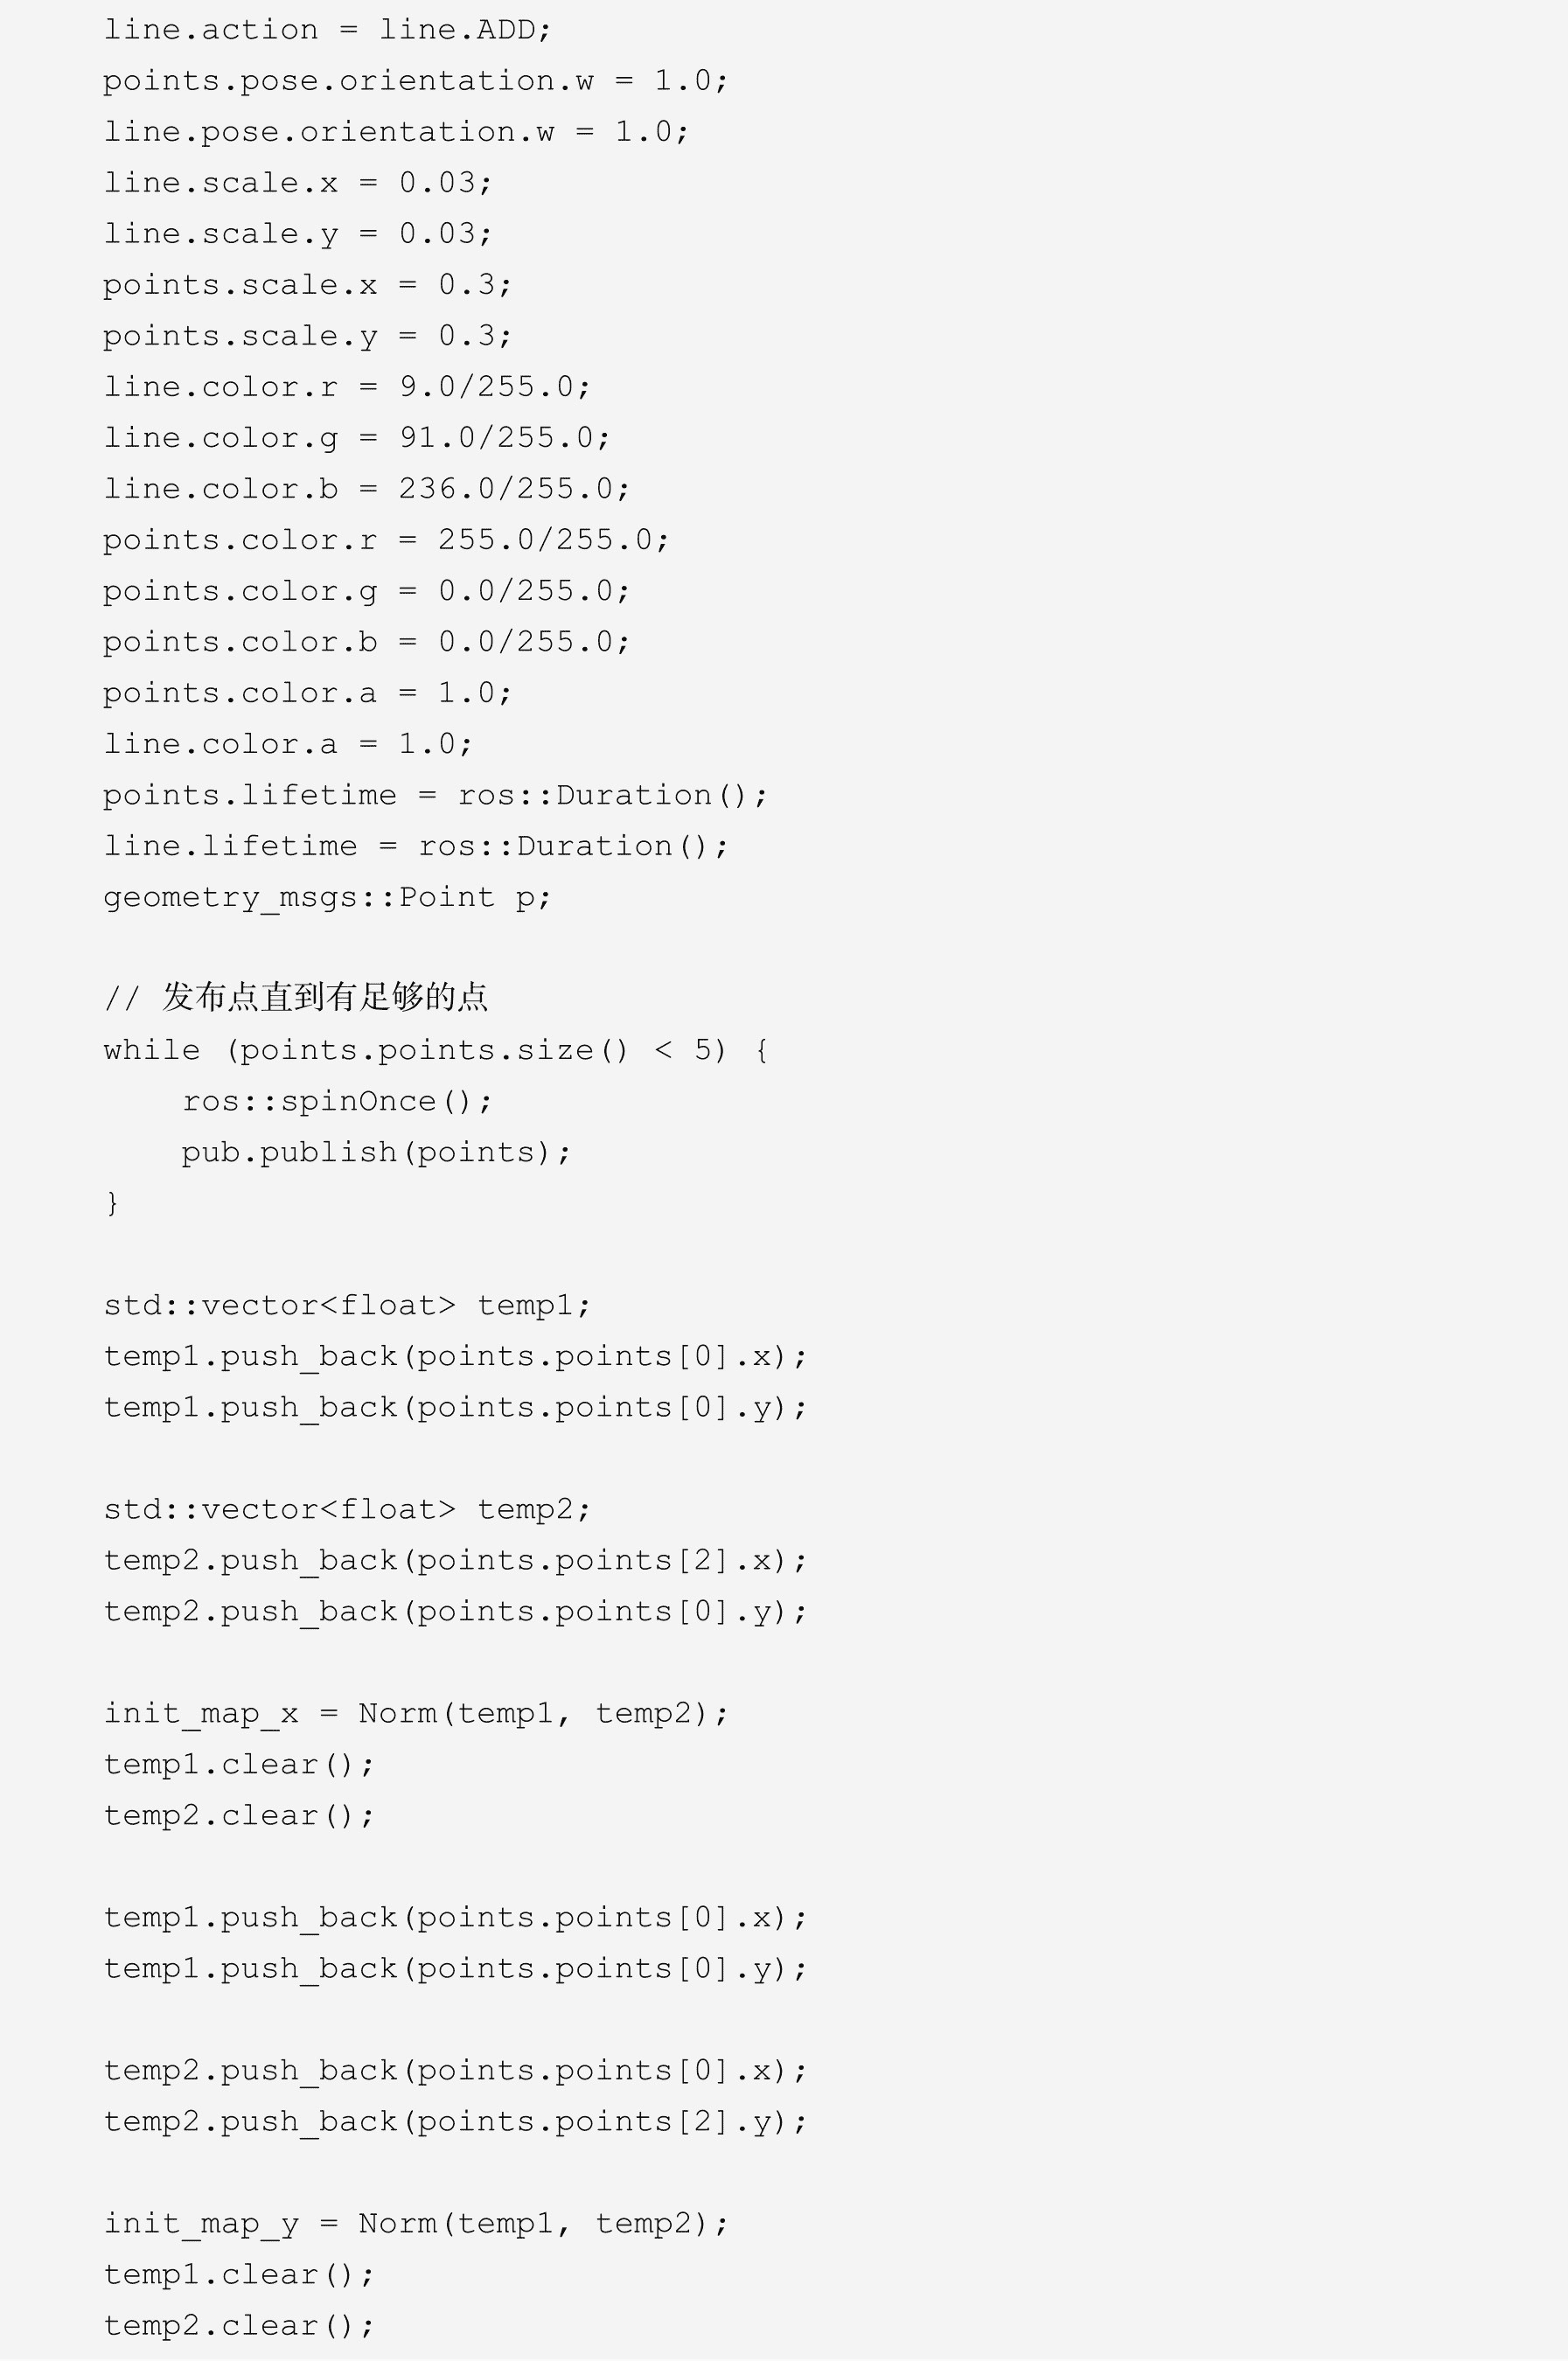 line.action = line.ADD;
points.pose.orientation.w = 1.0;
line.pose.orientation.w = 1.0;
line.scale.x = 0.03;
line.scale.y = 0.03;
points.scale.x = 0.3;
points.scale.y = 0.3;
line.color.r = 9.0/255.0;
line.color.g = 91.0/255.0;
line.color.b = 236.0/255.0;
points.color.r = 255.0/255.0;
points.color.g = 0.0/255.0;
points.color.b = 0.0/255.0;
points.color.a = 1.0;
line.color.a = 1.0;
points.lifetime = ros::Duration();
line.lifetime = ros::Duration();
geometry_msgs::Point p;

// 发布点直到有足够的点
while (points.points.size() < 5) {
    ros::spinOnce();
    pub.publish(points);
}

std::vector<float> temp1;
temp1.push_back(points.points[0].x);
temp1.push_back(points.points[0].y);

std::vector<float> temp2;
temp2.push_back(points.points[2].x);
temp2.push_back(points.points[0].y);

init_map_x = Norm(temp1, temp2);
temp1.clear();
temp2.clear();

temp1.push_back(points.points[0].x);
temp1.push_back(points.points[0].y);

temp2.push_back(points.points[0].x);
temp2.push_back(points.points[2].y);

init_map_y = Norm(temp1, temp2);
temp1.clear();
temp2.clear();